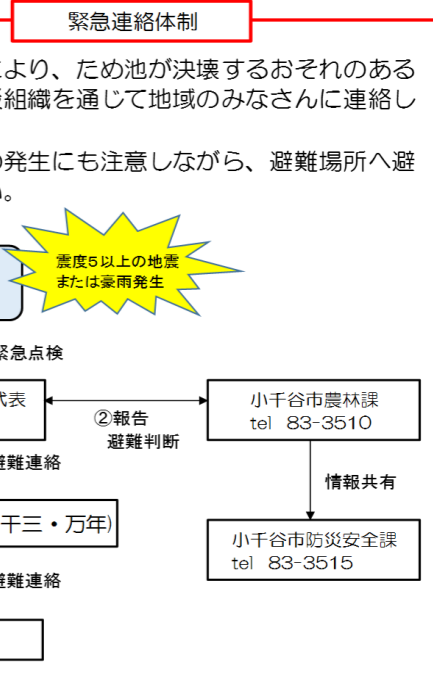 緊急連絡体制
より、ため池が決壊するおそれのある
組織を通じて地域のみなさんに連絡し
発生にも注意しながら、避難場所へ避
い。
震度5以上の地震
または豪雨発生
緊急点検
代表
②報告
避難判断
小千谷市農林課
tel 83-3510
避難連絡
情報共有
千三・万年)
小千谷市防災安全課
tel 83-3515
避難連絡